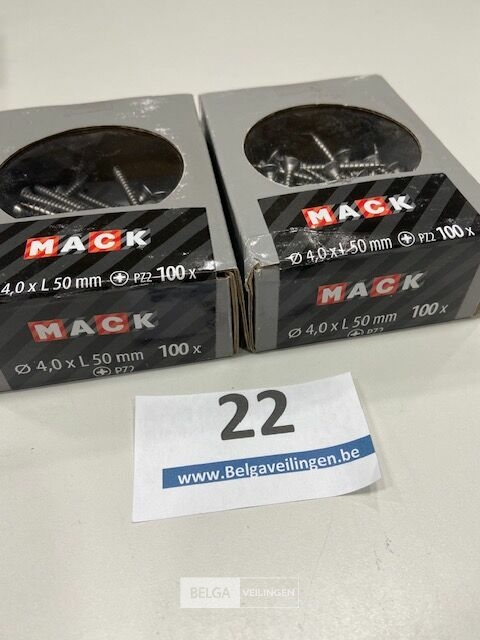 MACK
4,0 x L 50 mm PZ2 100 x
MACK
Ø 4,0 x L 50 mm 100 x
PZ2
MACK
Ø 4,0 x L 50 mm PZ2 100 x
MACK
Ø 4,0 x L 50 mm 100 x
PZ2
22
www.Belgaveilingen.be
BELGA VEILINGEN